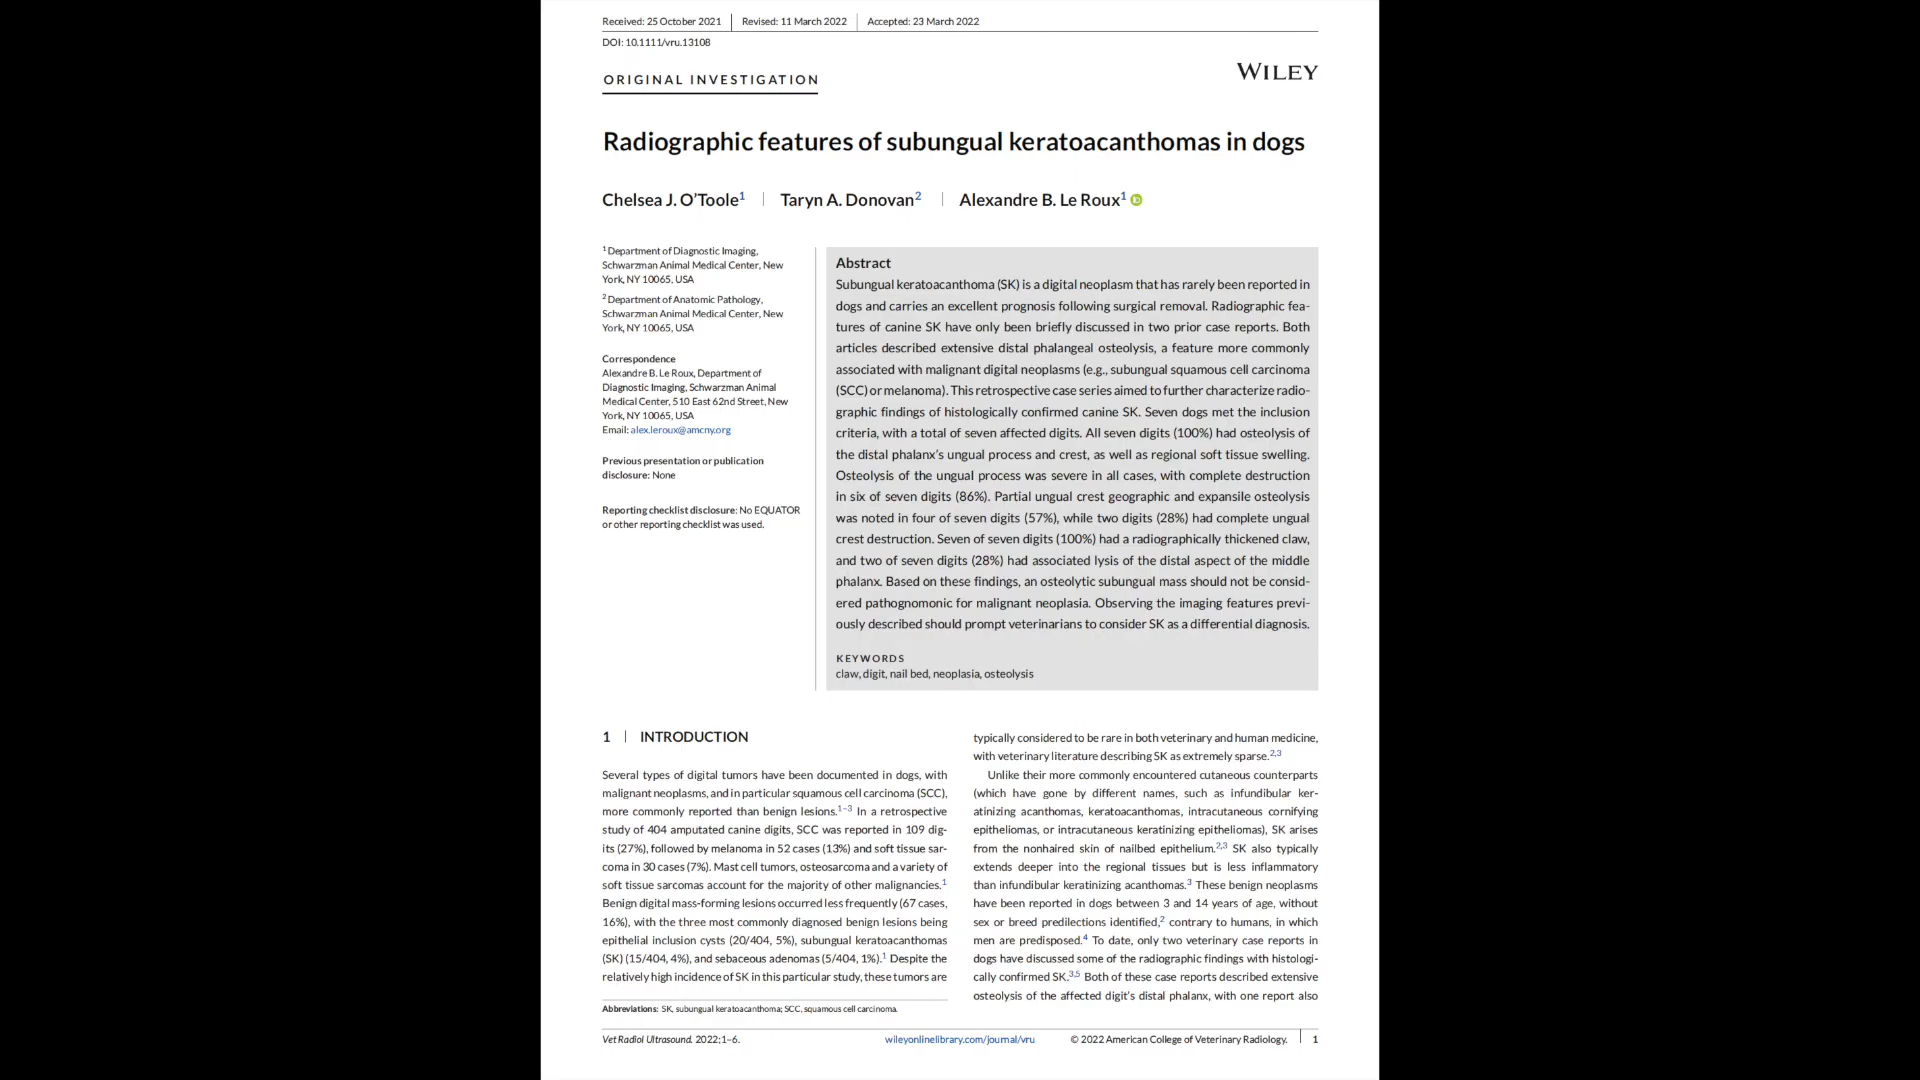 Received: 25 October 2021 | Revised: 11 March 2022 | Accepted: 23 March 2022
DOI: 10.1111/vru.13108
ORIGINAL INVESTIGATION
WILEY
Radiographic features of subungual keratoacanthomas in dogs
Chelsea J. O’Toole1 | Taryn A. Donovan2 | Alexandre B. Le Roux1
1 Department of Diagnostic Imaging,
Schwarzman Animal Medical Center, New
York, NY 10065, USA
2 Department of Anatomic Pathology,
Schwarzman Animal Medical Center, New
York, NY 10065, USA
Correspondence
Alexandre B. Le Roux, Department of
Diagnostic Imaging, Schwarzman Animal
Medical Center, 510 East 62nd Street, New
York, NY 10065, USA
Email: alex.leroux@amcny.org
Previous presentation or publication
disclosure: None
Reporting checklist disclosure: No EQUATOR
or other reporting checklist was used.
Abstract
Subungual keratoacanthoma (SK) is a digital neoplasm that has rarely been reported in
dogs and carries an excellent prognosis following surgical removal. Radiographic fea-
tures of canine SK have only been briefly discussed in two prior case reports. Both
articles described extensive distal phalangeal osteolysis, a feature more commonly
associated with malignant digital neoplasms (e.g., subungual squamous cell carcinoma
(SCC) or melanoma). This retrospective case series aimed to further characterize radio-
graphic findings of histologically confirmed canine SK. Seven dogs met the inclusion
criteria, with a total of seven affected digits. All seven digits (100%) had osteolysis of
the distal phalanx’s ungual process and crest, as well as regional soft tissue swelling.
Osteolysis of the ungual process was severe in all cases, with complete destruction
in six of seven digits (86%). Partial ungual crest geographic and expansile osteolysis
was noted in four of seven digits (57%), while two digits (28%) had complete ungual
crest destruction. Seven of seven digits (100%) had a radiographically thickened claw,
and two of seven digits (28%) had associated lysis of the distal aspect of the middle
phalanx. Based on these findings, an osteolytic subungual mass should not be consid-
ered pathognomonic for malignant neoplasia. Observing the imaging features previ-
ously described should prompt veterinarians to consider SK as a differential diagnosis.
KEYWORDS
claw, digit, nail bed, neoplasia, osteolysis
1 | INTRODUCTION
Several types of digital tumors have been documented in dogs, with
malignant neoplasms, and in particular squamous cell carcinoma (SCC),
more commonly reported than benign lesions.1–3 In a retrospective
study of 404 amputated canine digits, SCC was reported in 109 dig-
its (27%), followed by melanoma in 52 cases (13%) and soft tissue sar-
coma in 30 cases (7%). Mast cell tumors, osteosarcoma and a variety of
soft tissue sarcomas account for the majority of other malignancies.1
Benign digital mass-forming lesions occurred less frequently (67 cases,
16%), with the three most commonly diagnosed benign lesions being
epithelial inclusion cysts (20/404, 5%), subungual keratoacanthomas
(SK) (15/404, 4%), and sebaceous adenomas (5/404, 1%).1 Despite the
relatively high incidence of SK in this particular study, these tumors are
Abbreviations: SK, subungual keratoacanthoma; SCC, squamous cell carcinoma.
typically considered to be rare in both veterinary and human medicine,
with veterinary literature describing SK as extremely sparse.2,3
Unlike their more commonly encountered cutaneous counterparts
(which have gone by different names, such as infundibular ker-
atinizing acanthomas, keratoacanthomas, intracutaneous cornifying
epitheliomas, or intracutaneous keratinizing epitheliomas), SK arises
from the nonhaired skin of nailbed epithelium.2,3 SK also typically
extends deeper into the regional tissues but is less inflammatory
than infundibular keratinizing acanthomas.3 These benign neoplasms
have been reported in dogs between 3 and 14 years of age, without
sex or breed predilections identified,2 contrary to humans, in which
men are predisposed.4 To date, only two veterinary case reports in
dogs have discussed some of the radiographic findings with histologi-
cally confirmed SK.3,5 Both of these case reports described extensive
osteolysis of the affected digit’s distal phalanx, with one report also
Vet Radiol Ultrasound. 2022;1–6.
wileyonlinelibrary.com/journal/vru
© 2022 American College of Veterinary Radiology. | 1